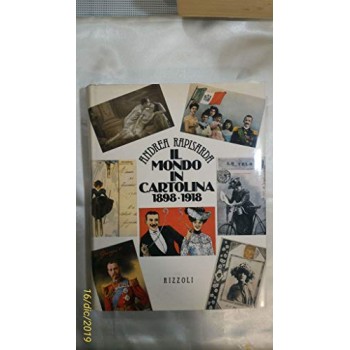 ANDREA RAPISARDA
IL
MONDO
IN
CARTOLINA
1898·1918
RIZZOLI
16/dic/2019